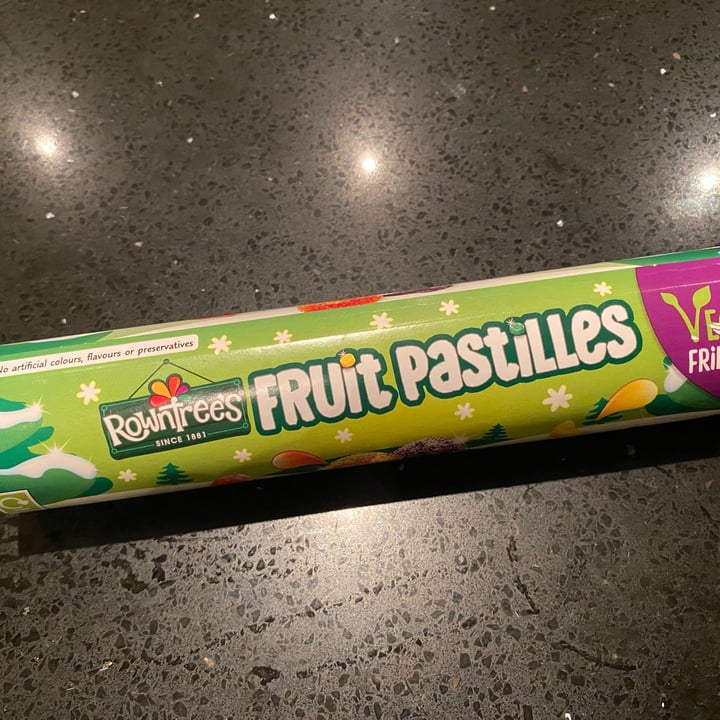 No artificial colours, flavours or preservatives
Rowntree's
SINCE 1881
FRUit PaStilles